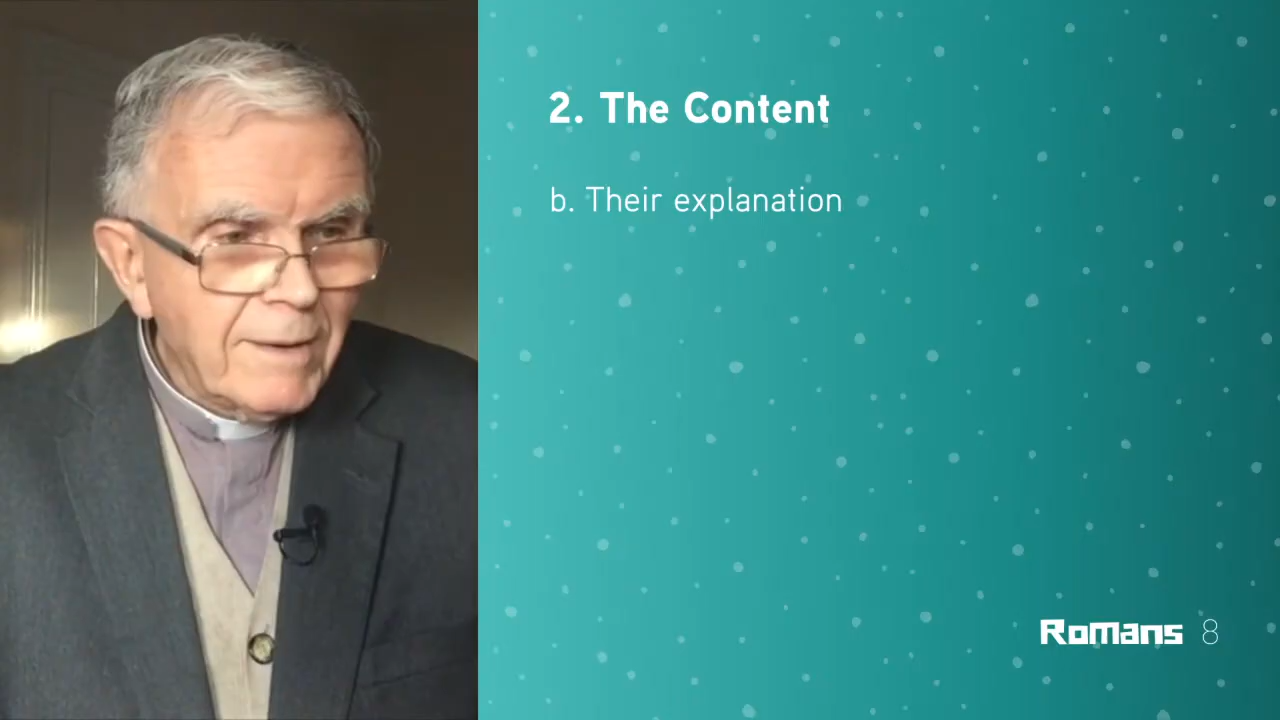 2. The Content
b. Their explanation
Romans 8